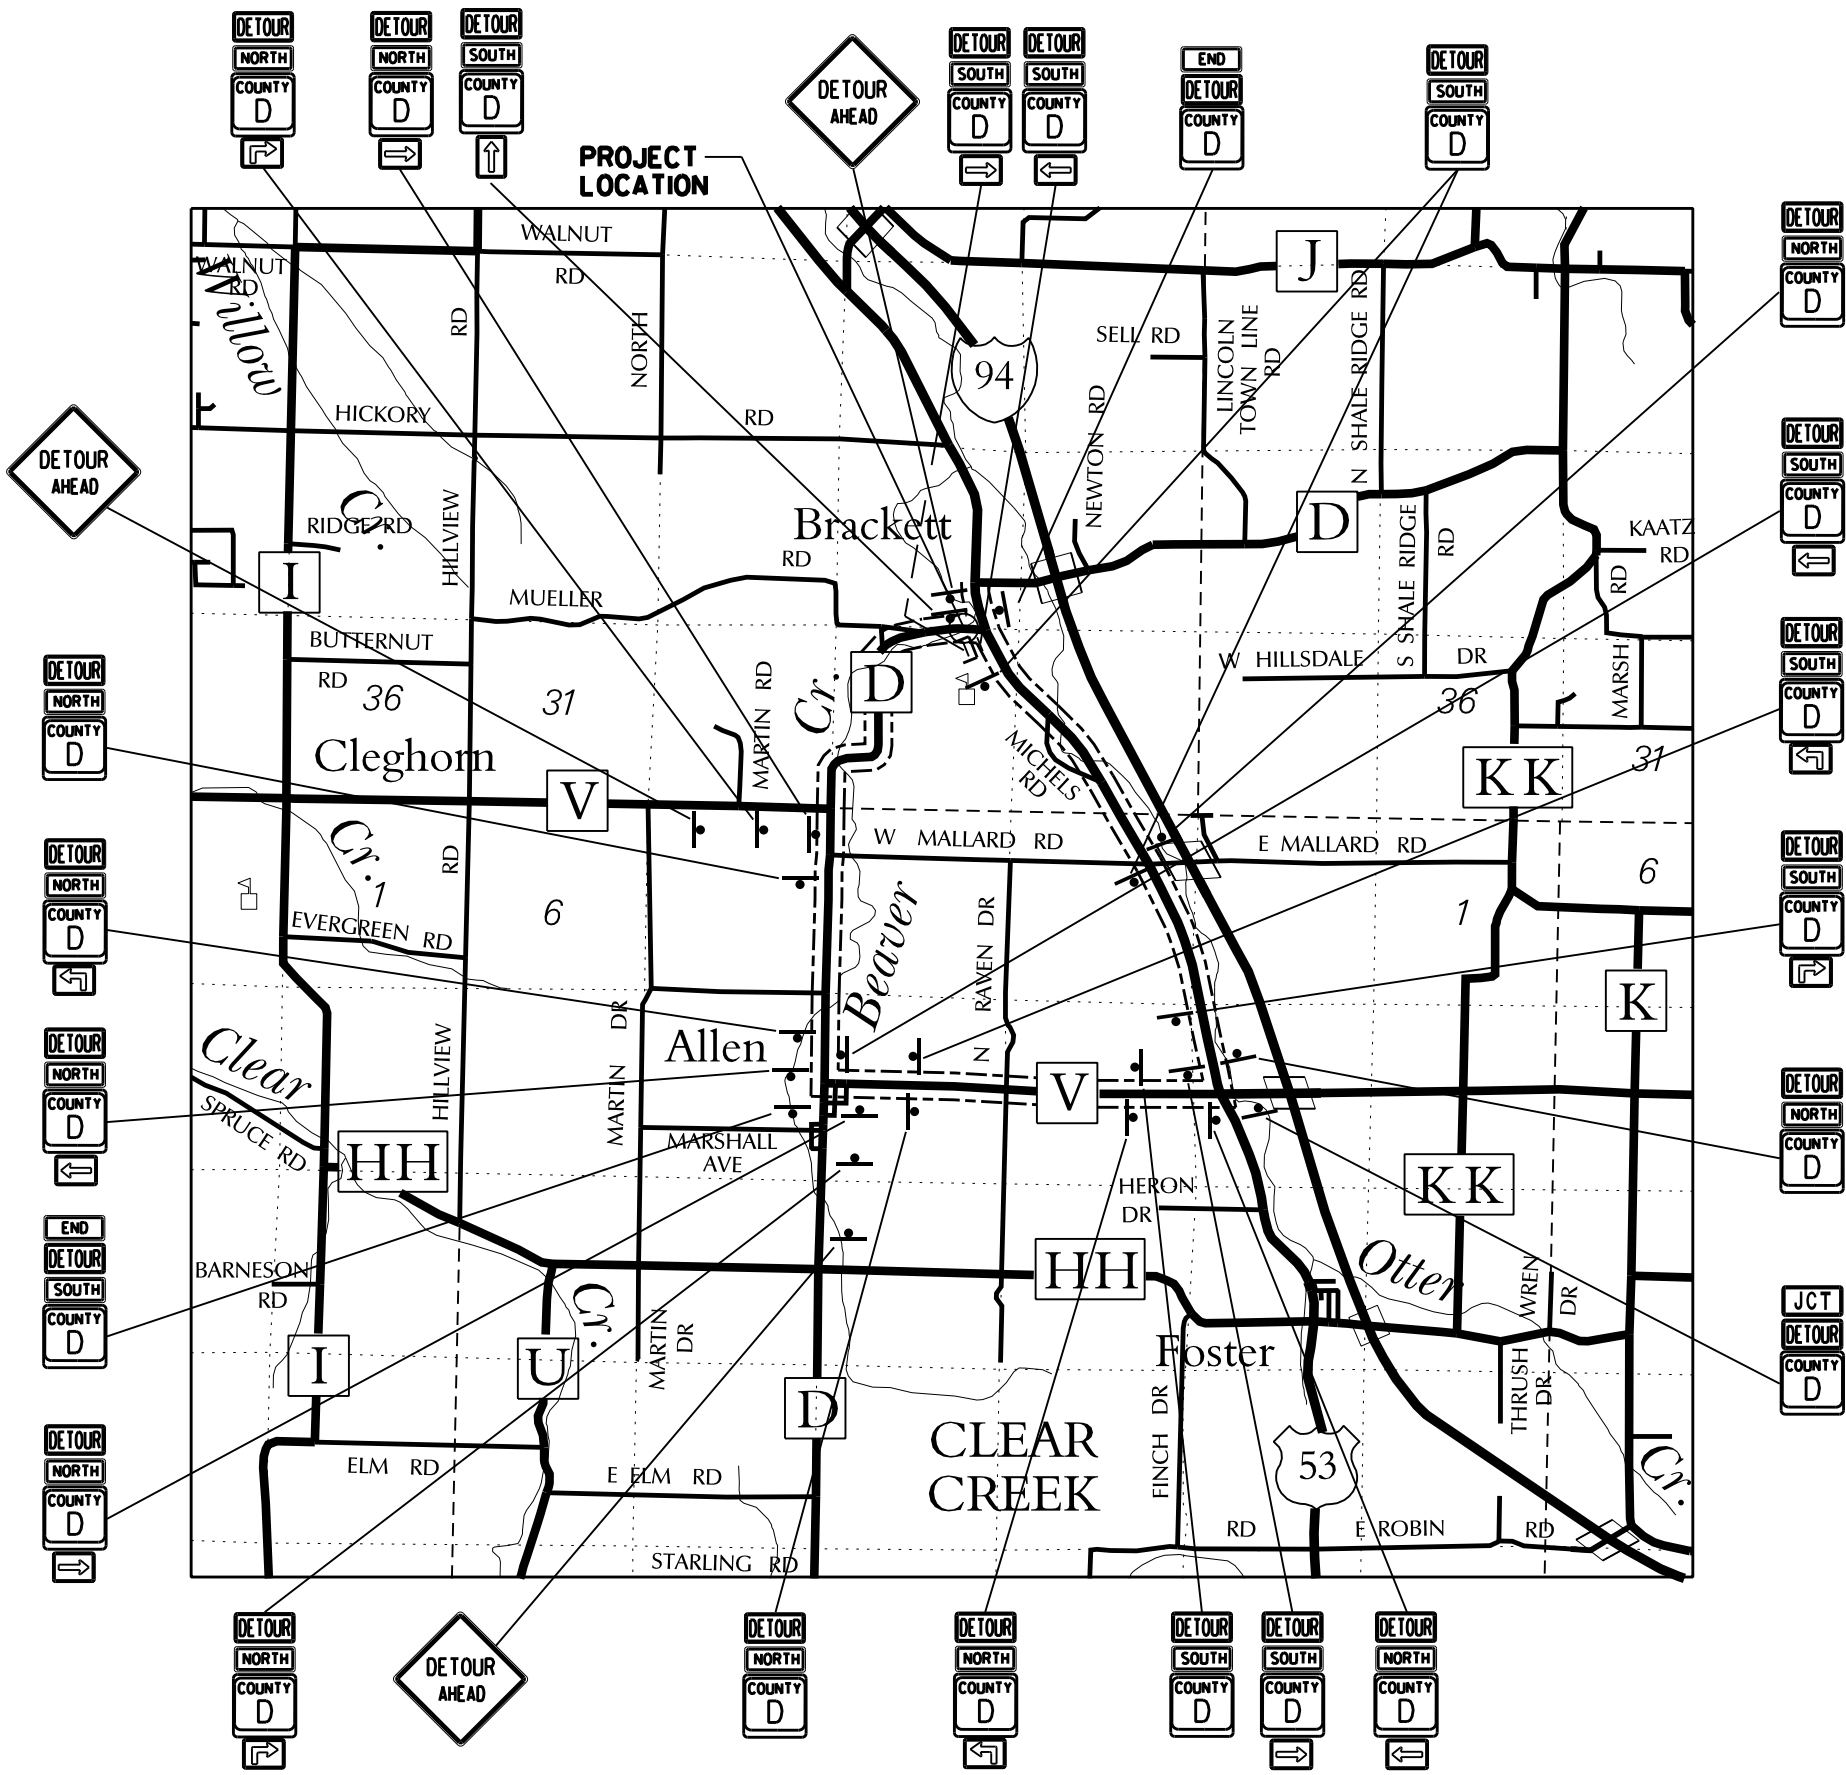 DETOUR
NORTH
COUNTY
D
DETOUR
NORTH
COUNTY
D
DETOUR
SOUTH
COUNTY
D
PROJECT
LOCATION
DETOUR
AHEAD
DETOUR
SOUTH
COUNTY
D
DETOUR
SOUTH
COUNTY
D
END
DETOUR
COUNTY
D
DETOUR
SOUTH
COUNTY
D
DETOUR
AHEAD
DETOUR
NORTH
COUNTY
D
DETOUR
NORTH
COUNTY
D
DETOUR
NORTH
COUNTY
D
END
DETOUR
SOUTH
COUNTY
D
DETOUR
NORTH
COUNTY
D
WALNUT
RD
WALNUT
RD
Willow
Cr.
RD
NORTH
HICKORY RD
RIDGE RD
HILLVIEW
I
MUELLER RD
BUTTERNUT
RD
36
31
Cleghorn
V
MARTIN RD
Cr.
Brackett
D
94
J
SELL RD
LINCOLN
TOWN LINE
RD
N SHALE RIDGE RD
NEWTON RD
D
S SHALE RIDGE
RD
KAATZ
RD
RD
MARSH
W HILLSDALE DR
36
31
KK
MICHELS
RD
W MALLARD RD
E MALLARD RD
Cr.
1
RD
6
EVERGREEN RD
Beaver
N RAVEN DR
1
6
K
Clear
SPRUCE RD
HILLVIEW
MARTIN DR
Allen
V
MARSHALL
AVE
HH
HERON
DR
KK
BARNESON
RD
Cr.
HH
Otter
WREN
DR
I
U
MARTIN
DR
D
Foster
THRUSH
DR
CLEAR
CREEK
FINCH DR
53
Cr.
ELM RD
E ELM RD
STARLING RD
RD E ROBIN RD
DETOUR
NORTH
COUNTY
D
DETOUR
SOUTH
COUNTY
D
DETOUR
SOUTH
COUNTY
D
DETOUR
SOUTH
COUNTY
D
DETOUR
NORTH
COUNTY
D
JCT
DETOUR
COUNTY
D
DETOUR
NORTH
COUNTY
D
DETOUR
AHEAD
DETOUR
NORTH
COUNTY
D
DETOUR
NORTH
COUNTY
D
DETOUR
SOUTH
COUNTY
D
DETOUR
SOUTH
COUNTY
D
DETOUR
NORTH
COUNTY
D